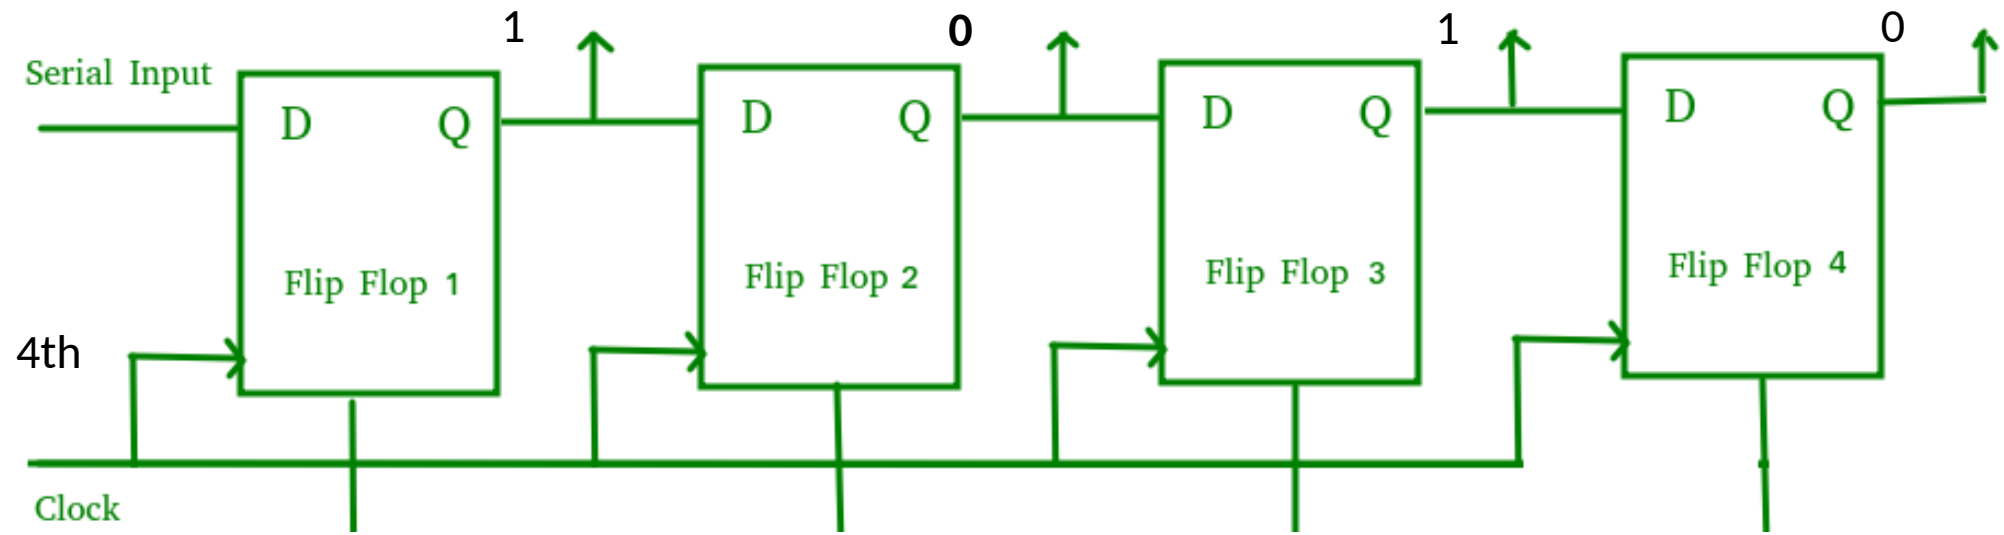 1 0 1 0
Serial Input
D Q D Q D Q D Q
Flip Flop 1 Flip Flop 2 Flip Flop 3 Flip Flop 4
4th
Clock